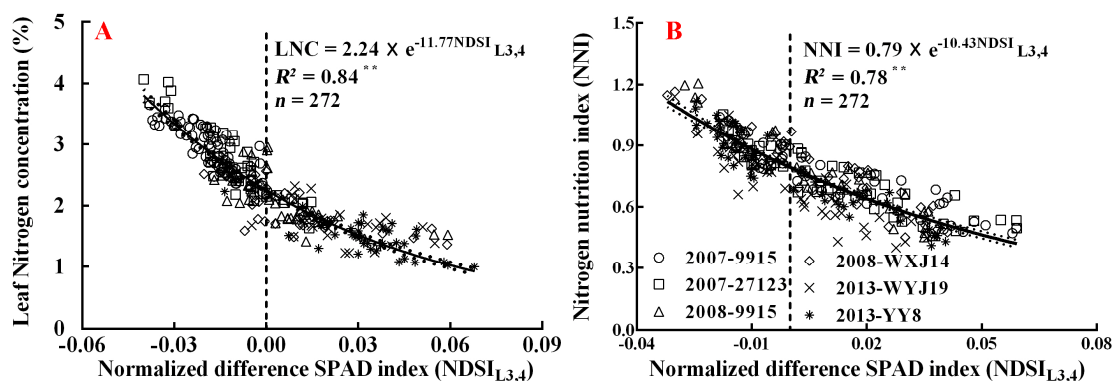 A
LNC = 2.24 × e-11.77NDSI L3,4
R² = 0.84 **
n = 272
Leaf Nitrogen concentration (%)
5
4
3
2
1
0
-0.06
-0.03
0.00
0.03
0.06
0.09
Normalized difference SPAD index (NDSIL3,4)
B
NNI = 0.79 × e-10.43NDSI L3,4
R² = 0.78 **
n = 272
Nitrogen nutrition index (NNI)
1.5
1.2
0.9
0.6
0.3
0.0
2007-9915
2007-27123
2008-9915
2008-WXJ14
2013-WYJ19
2013-YY8
-0.04
-0.01
0.02
0.05
0.08
Normalized difference SPAD index (NDSIL3,4)